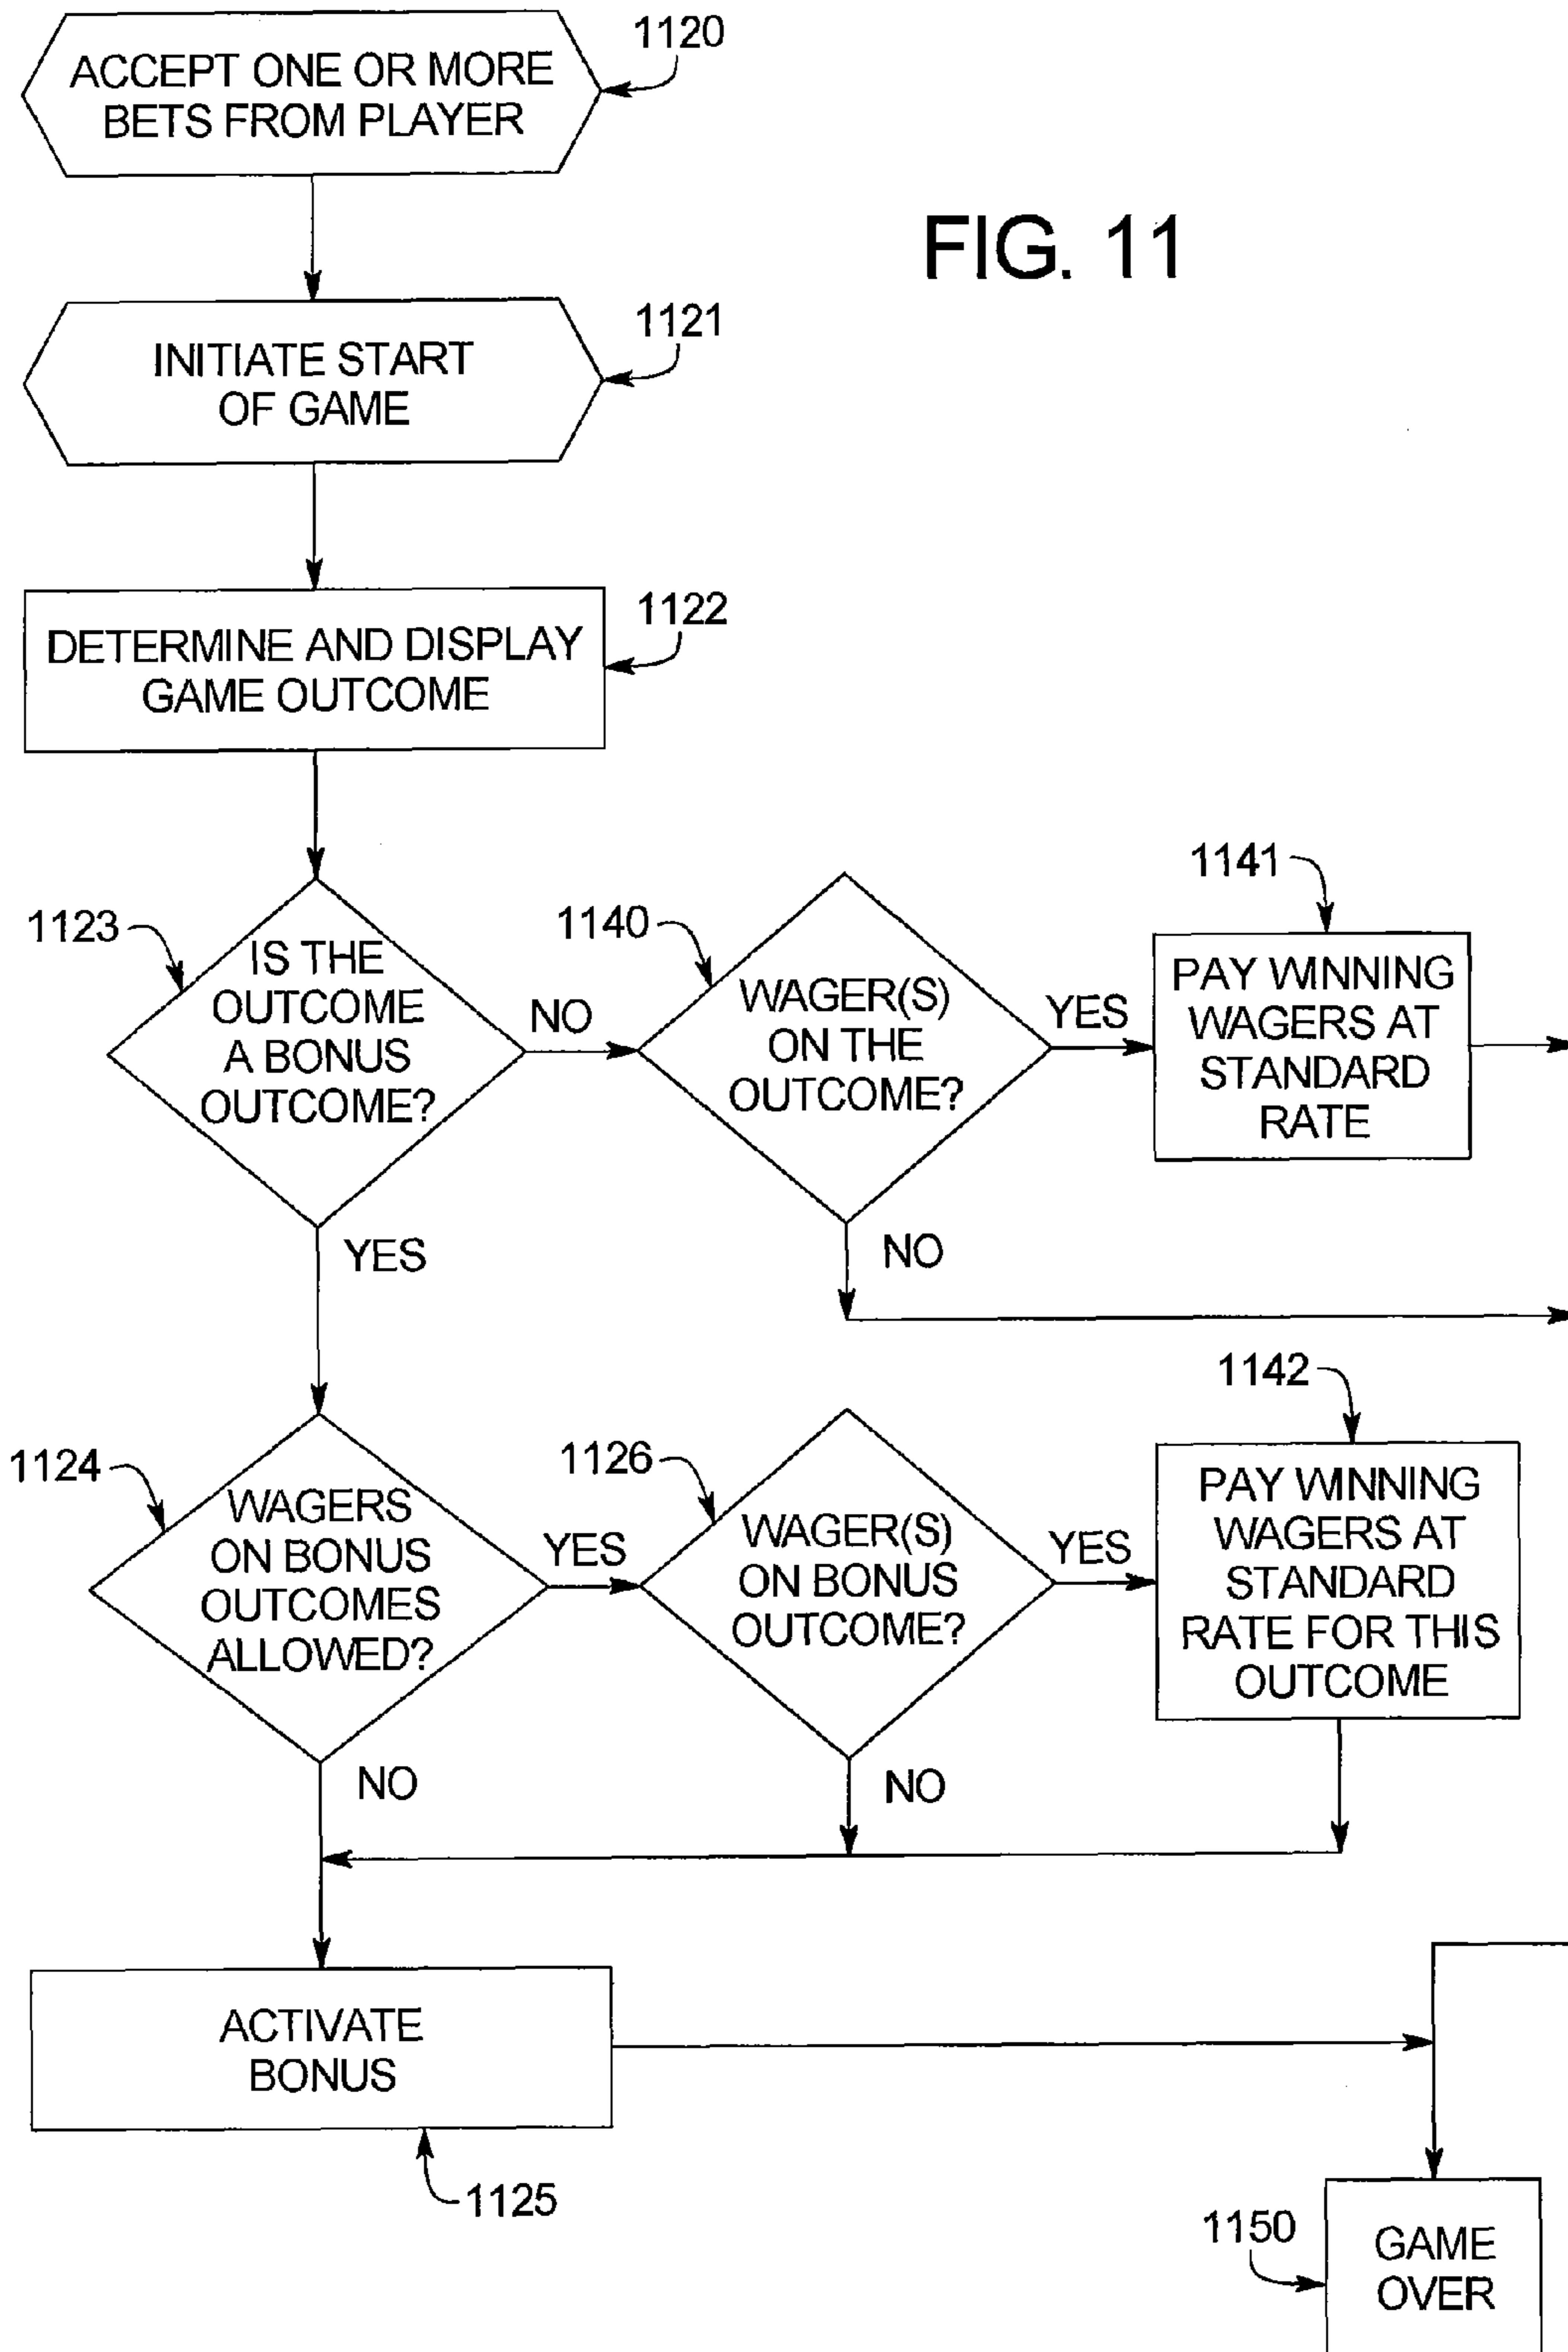 ACCEPT ONE OR MORE
BETS FROM PLAYER
1120
FIG. 11
INITIATE START
OF GAME
1121
DETERMINE AND DISPLAY
GAME OUTCOME
1122
1123
IS THE
OUTCOME
A BONUS
OUTCOME?
NO
YES
1140
WAGER(S)
ON THE
OUTCOME?
YES
NO
1141
PAY WINNING
WAGERS AT
STANDARD
RATE
1124
WAGERS
ON BONUS
OUTCOMES
ALLOWED?
YES
NO
1126
WAGER(S)
ON BONUS
OUTCOME?
YES
NO
1142
PAY WINNING
WAGERS AT
STANDARD
RATE FOR THIS
OUTCOME
ACTIVATE
BONUS
1125
1150
GAME
OVER